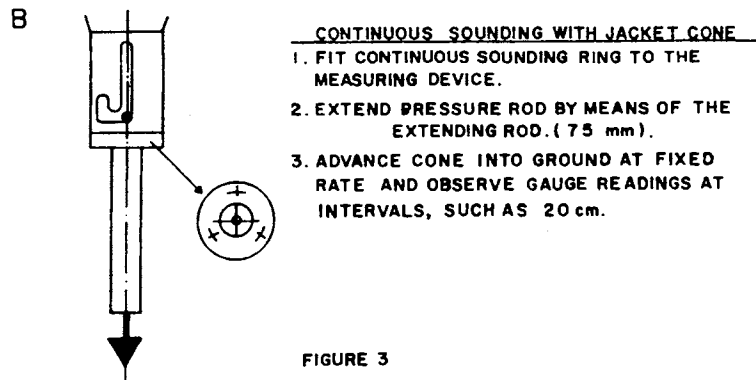 B
CONTINUOUS SOUNDING WITH JACKET CONE
1. FIT CONTINUOUS SOUNDING RING TO THE
MEASURING DEVICE.
2. EXTEND PRESSURE ROD BY MEANS OF THE
EXTENDING ROD. (75 mm).
3. ADVANCE CONE INTO GROUND AT FIXED
RATE AND OBSERVE GAUGE READINGS AT
INTERVALS, SUCH AS 20 cm.
FIGURE 3